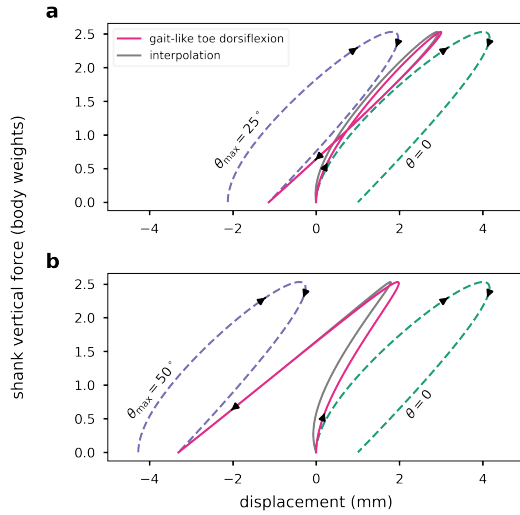 a
gait-like toe dorsiflexion
interpolation
2.5
2.0
1.5
1.0
0.5
0.0
θmax = 25°
θ = 0
−4
−2
0
2
4
shank vertical force (body weights)
b
2.5
2.0
1.5
1.0
0.5
0.0
θmax = 50°
θ = 0
−4
−2
0
2
4
displacement (mm)